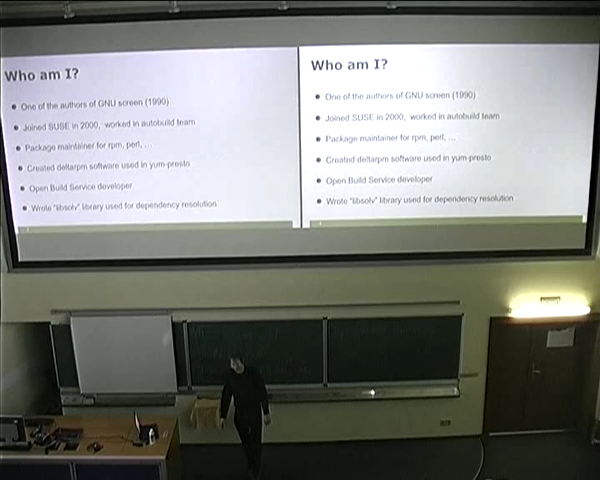 Who am I?
One of the authors of GNU screen (1990)
Joined SUSE in 2000, worked in autobuild team
Package maintainer for rpm, perl, ...
Created deltarpm software used in yum-presto
Open Build Service developer
Wrote "libsolv" library used for dependency resolution
Who am I?
One of the authors of GNU screen (1990)
Joined SUSE in 2000, worked in autobuild team
Package maintainer for rpm, perl, ...
Created deltarpm software used in yum-presto
Open Build Service developer
Wrote "libsolv" library used for dependency resolution